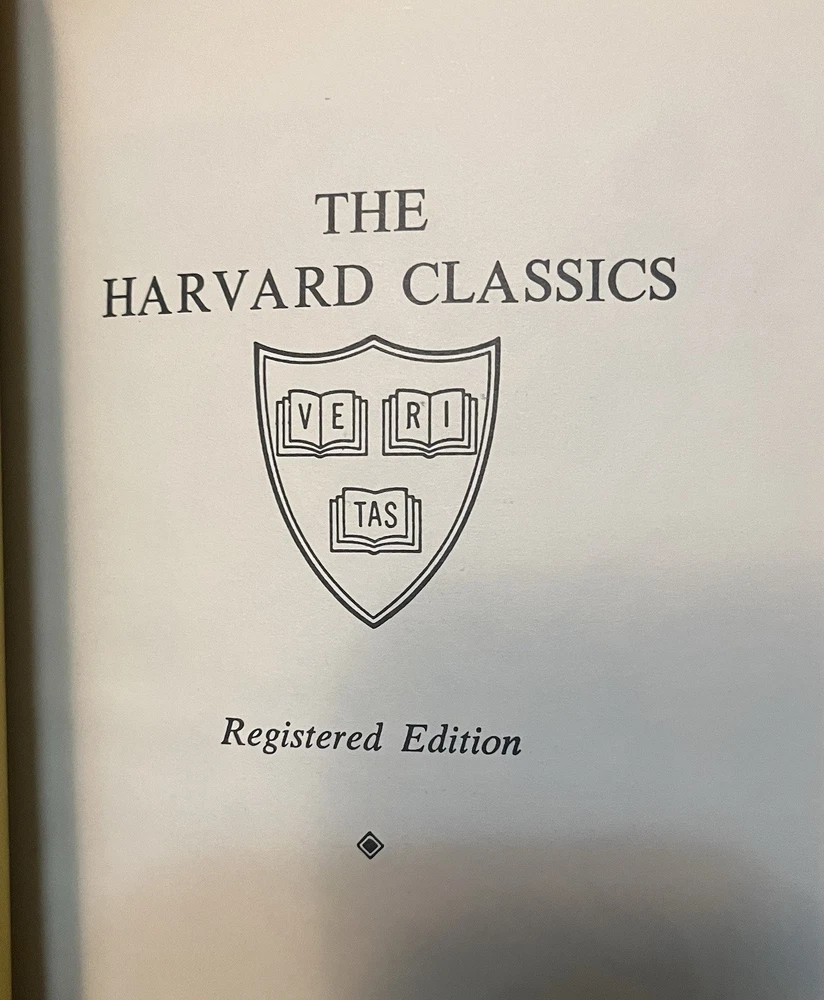 THE
HARVARD CLASSICS
VE RI
TAS
Registered Edition